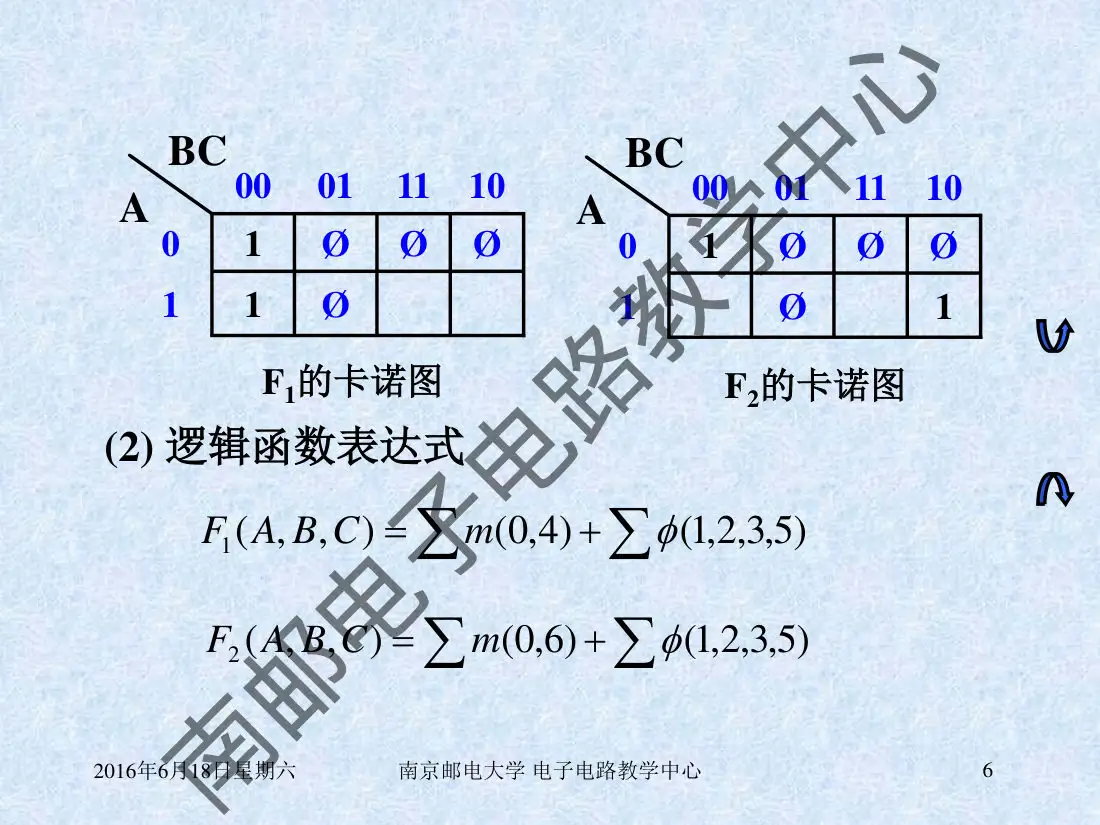 BC BC
00 01 11 10 00 01 11 10
A A
0 1 Ø Ø Ø 0 1 Ø Ø Ø
1 1 Ø 1 Ø 1
F₁的卡诺图 F₂的卡诺图
(2) 逻辑函数表达式
F₁(A, B, C) = ∑m(0,4) + ∑ϕ(1,2,3,5)
F₂(A, B, C) = ∑m(0,6) + ∑ϕ(1,2,3,5)
南邮电子电路教学中心
2016年6月18日星期六 南京邮电大学 电子电路教学中心 6